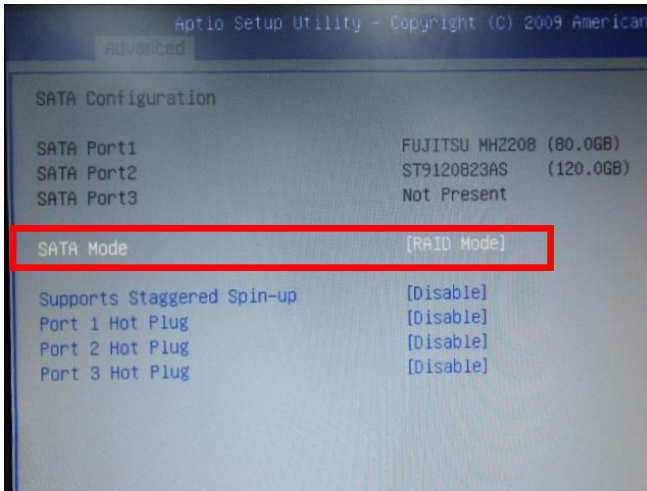 Aptio Setup Utility - Copyright (C) 2009 American
Advanced
SATA Configuration
SATA Port1 FUJITSU MHZ208 (80.0GB)
SATA Port2 ST9120823AS (120.0GB)
SATA Port3 Not Present
SATA Mode [RAID Mode]
Supports Staggered Spin-up [Disable]
Port 1 Hot Plug [Disable]
Port 2 Hot Plug [Disable]
Port 3 Hot Plug [Disable]